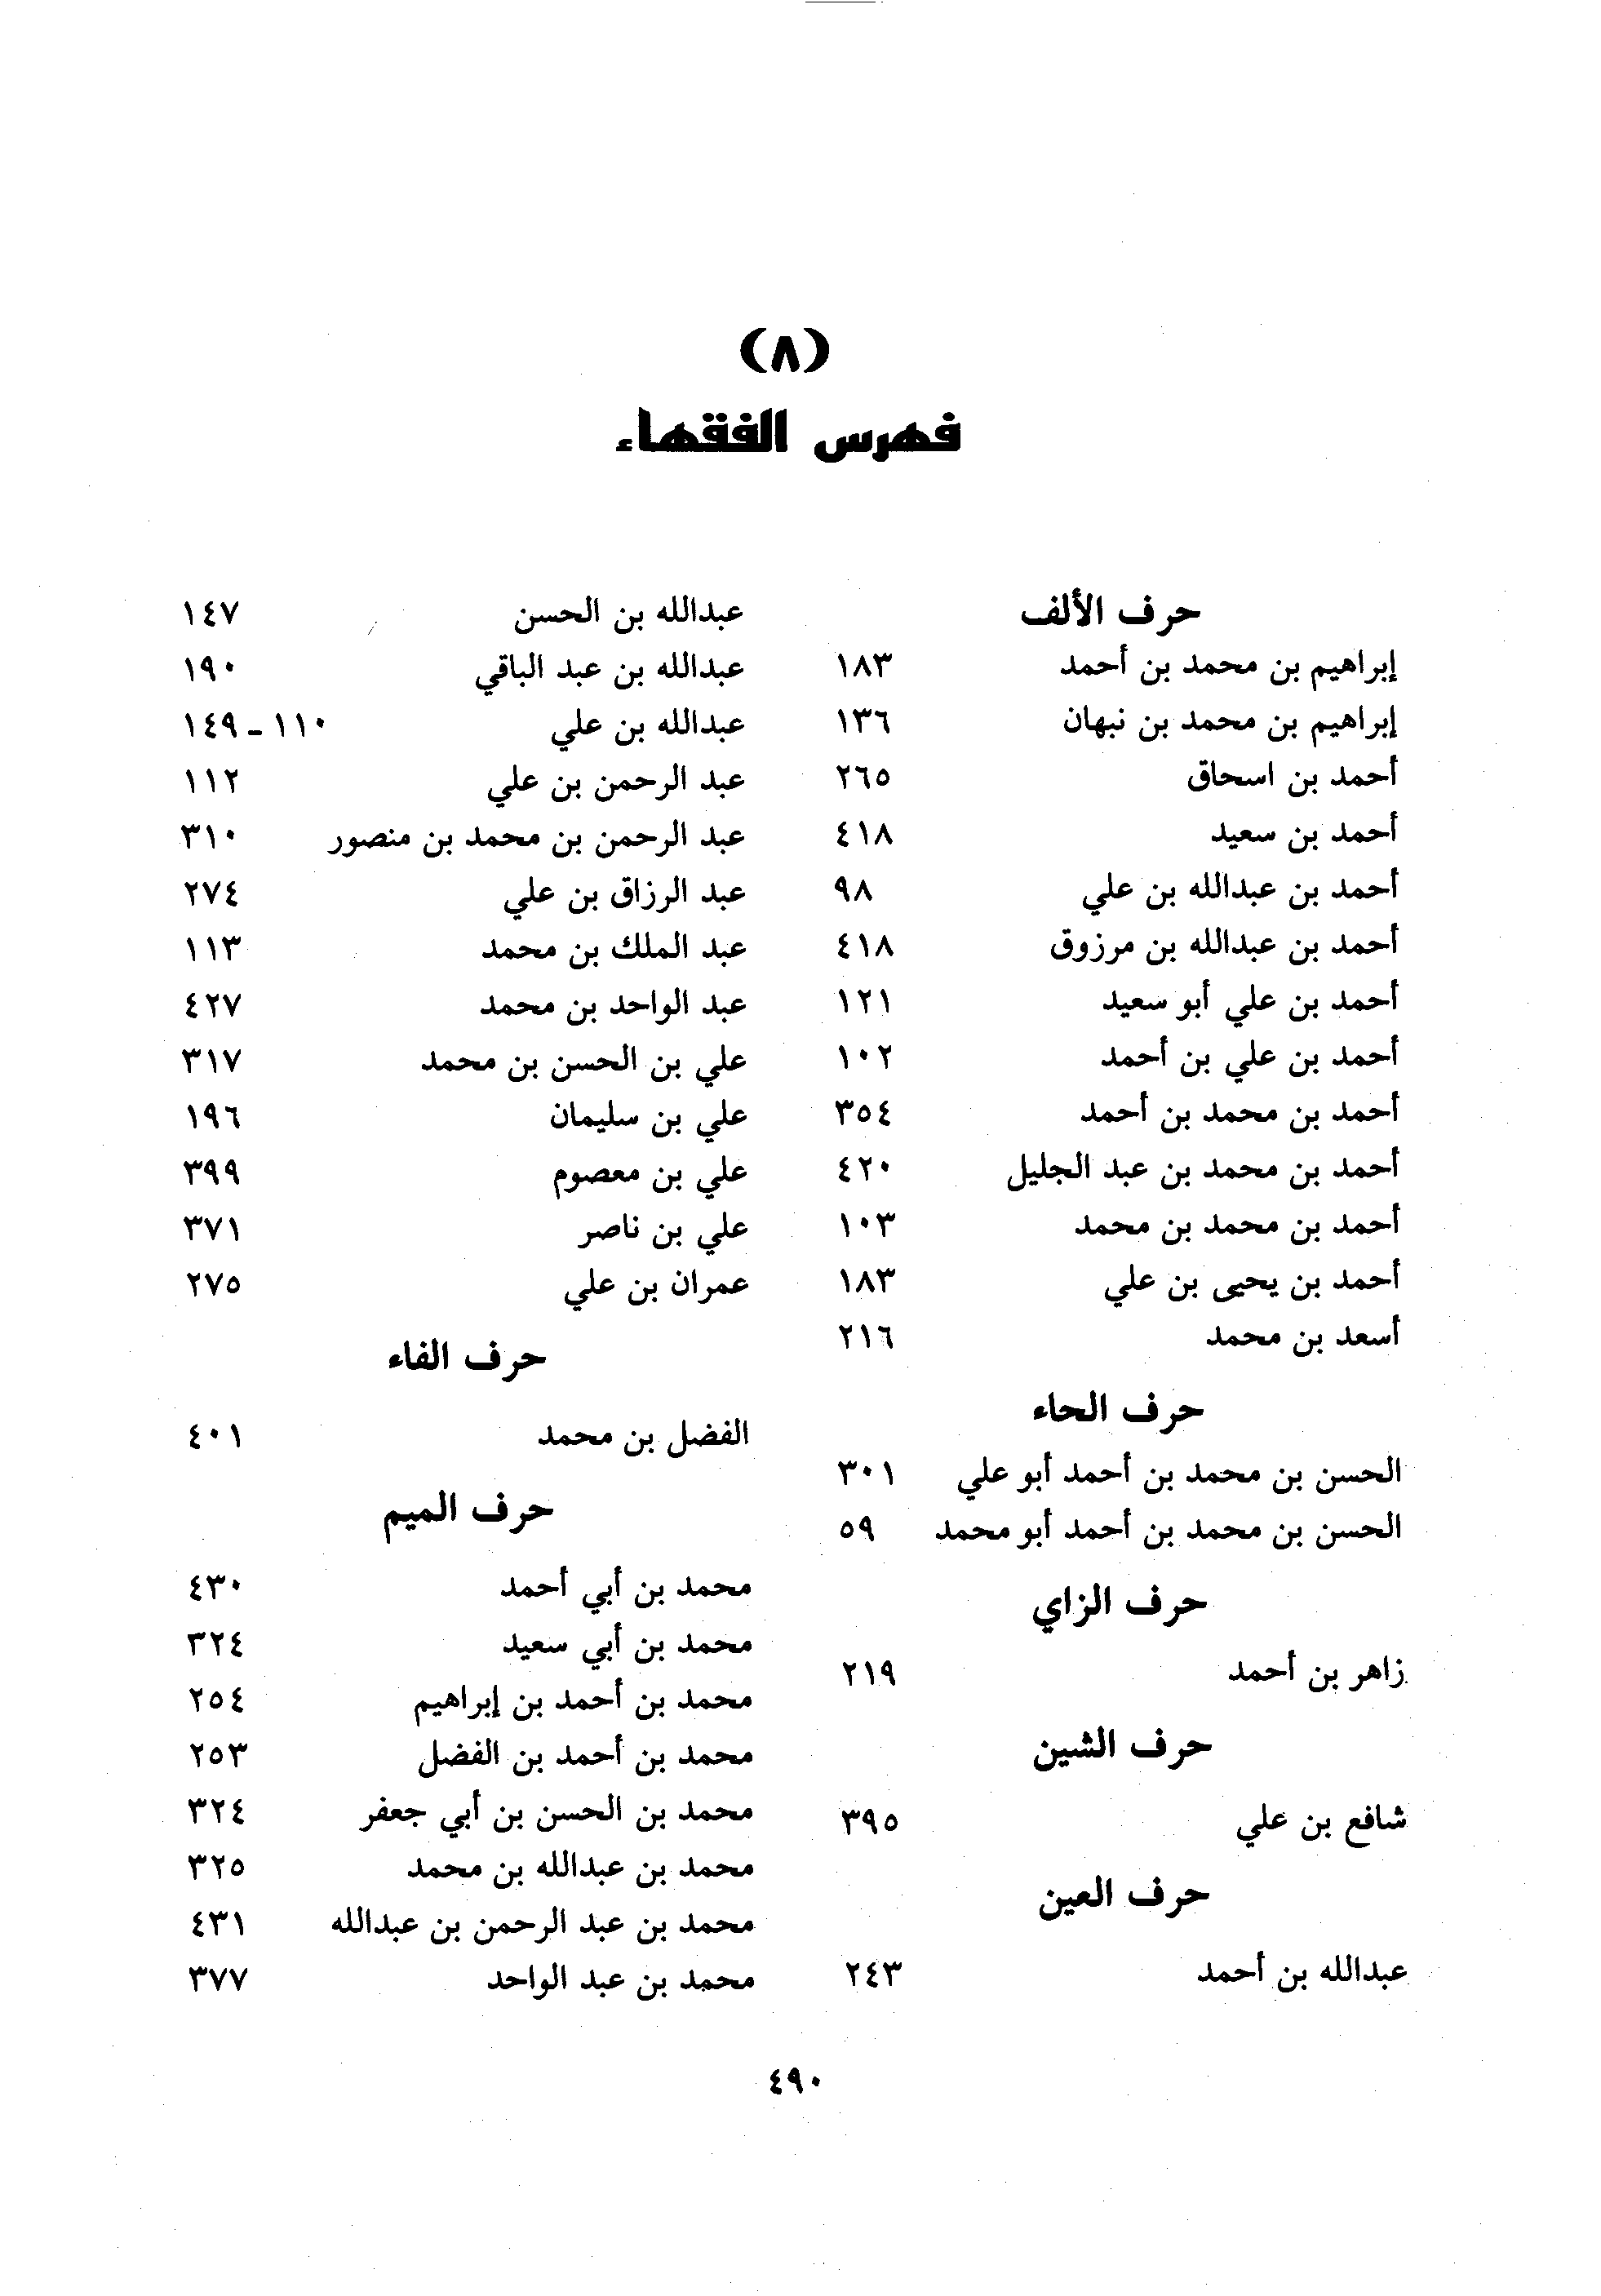 (٨)
فهرس الفقهاء
حرف الألف
إبراهيم بن محمد بن أحمد ١٨٣
إبراهيم بن محمد بن نبهان ١٣٦
أحمد بن اسحاق ٢٦٥
أحمد بن سعيد ٤١٨
أحمد بن عبدالله بن علي ٩٨
أحمد بن عبدالله بن مرزوق ٤١٨
أحمد بن علي أبو سعيد ١٢١
أحمد بن علي بن أحمد ١٠٢
أحمد بن محمد بن أحمد ٣٥٤
أحمد بن محمد بن عبد الجليل ٤٢٠
أحمد بن محمد بن محمد ١٠٣
أحمد بن يحيى بن علي ١٨٣
أسعد بن محمد ٢١٦
حرف الحاء
الحسن بن محمد بن أحمد أبو علي ٣٠١
الحسن بن محمد بن أحمد أبو محمد ٥٩
حرف الزاي
زاهر بن أحمد ٢١٩
حرف الشين
شافع بن علي ٣٩٥
حرف العين
عبدالله بن أحمد ٢٤٣
عبدالله بن الحسن ١٤٧
عبدالله بن عبد الباقي ١٩٠
عبدالله بن علي ١١٠ - ١٤٩
عبد الرحمن بن علي ١١٢
عبد الرحمن بن محمد بن منصور ٣١٠
عبد الرزاق بن علي ٢٧٤
عبد الملك بن محمد ١١٣
عبد الواحد بن محمد ٤٢٧
علي بن الحسن بن محمد ٣١٧
علي بن سليمان ١٩٦
علي بن معصوم ٣٩٩
علي بن ناصر ٣٧١
عمران بن علي ٢٧٥
حرف الفاء
الفضل بن محمد ٤٠١
حرف الميم
محمد بن أبي أحمد ٤٣٠
محمد بن أبي سعيد ٣٢٤
محمد بن أحمد بن إبراهيم ٢٥٤
محمد بن أحمد بن الفضل ٢٥٣
محمد بن الحسن بن أبي جعفر ٣٢٤
محمد بن عبدالله بن محمد ٣٢٥
محمد بن عبد الرحمن بن عبدالله ٤٣١
محمد بن عبد الواحد ٣٧٧
٤٩٠